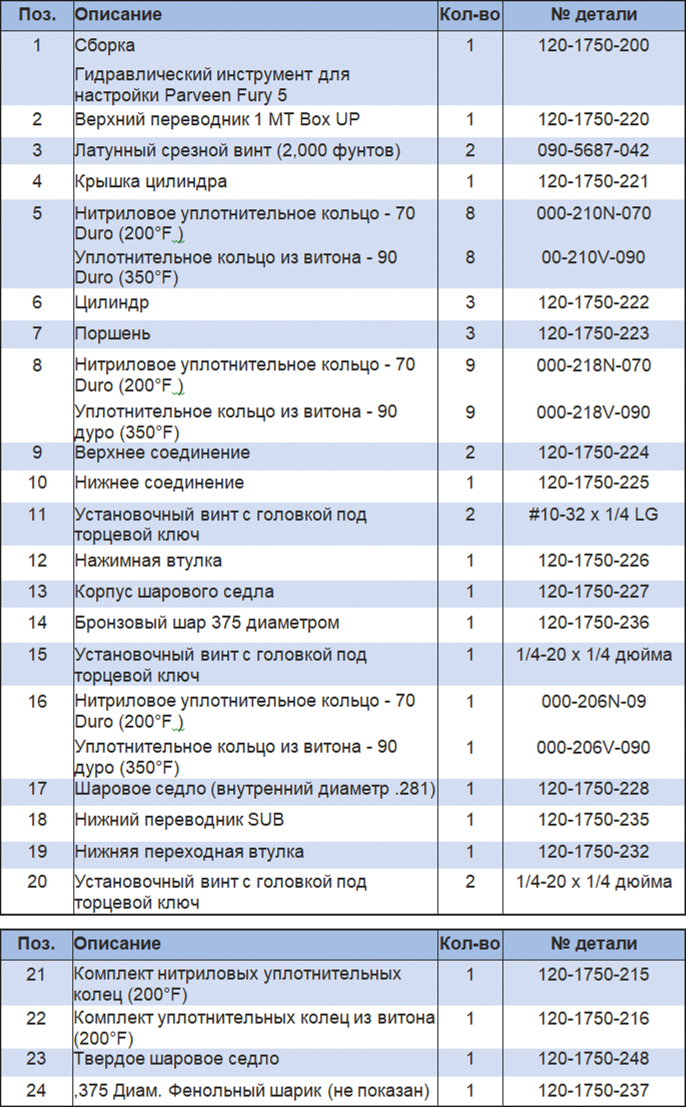 Поз. Описание Кол-во № детали
1 Сборка 1 120-1750-200
Гидравлический инструмент для
настройки Parveen Fury 5
2 Верхний переводник 1 MT Box UP 1 120-1750-220
3 Латунный срезной винт (2,000 фунтов) 2 090-5687-042
4 Крышка цилиндра 1 120-1750-221
5 Нитриловое уплотнительное кольцо - 70 8 000-210N-070
Duro (200°F )
Уплотнительное кольцо из витона - 90 8 00-210V-090
Duro (350°F)
6 Цилиндр 3 120-1750-222
7 Поршень 3 120-1750-223
8 Нитриловое уплотнительное кольцо - 70 9 000-218N-070
Duro (200°F )
Уплотнительное кольцо из витона - 90 9 000-218V-090
дуро (350°F)
9 Верхнее соединение 2 120-1750-224
10 Нижнее соединение 1 120-1750-225
11 Установочный винт с головкой под 2 #10-32 x 1/4 LG
торцевой ключ
12 Нажимная втулка 1 120-1750-226
13 Корпус шарового седла 1 120-1750-227
14 Бронзовый шар 375 диаметром 1 120-1750-236
15 Установочный винт с головкой под 1 1/4-20 x 1/4 дюйма
торцевой ключ
16 Нитриловое уплотнительное кольцо - 70 1 000-206N-09
Duro (200°F )
Уплотнительное кольцо из витона - 90 1 000-206V-090
дуро (350°F)
17 Шаровое седло (внутренний диаметр .281) 1 120-1750-228
18 Нижний переводник SUB 1 120-1750-235
19 Нижняя переходная втулка 1 120-1750-232
20 Установочный винт с головкой под 2 1/4-20 x 1/4 дюйма
торцевой ключ
Поз. Описание Кол-во № детали
21 Комплект нитриловых уплотнительных 1 120-1750-215
колец (200°F)
22 Комплект уплотнительных колец из витона 1 120-1750-216
(200°F)
23 Твердое шаровое седло 1 120-1750-248
24 ,375 Диам. Фенольный шарик (не показан) 1 120-1750-237